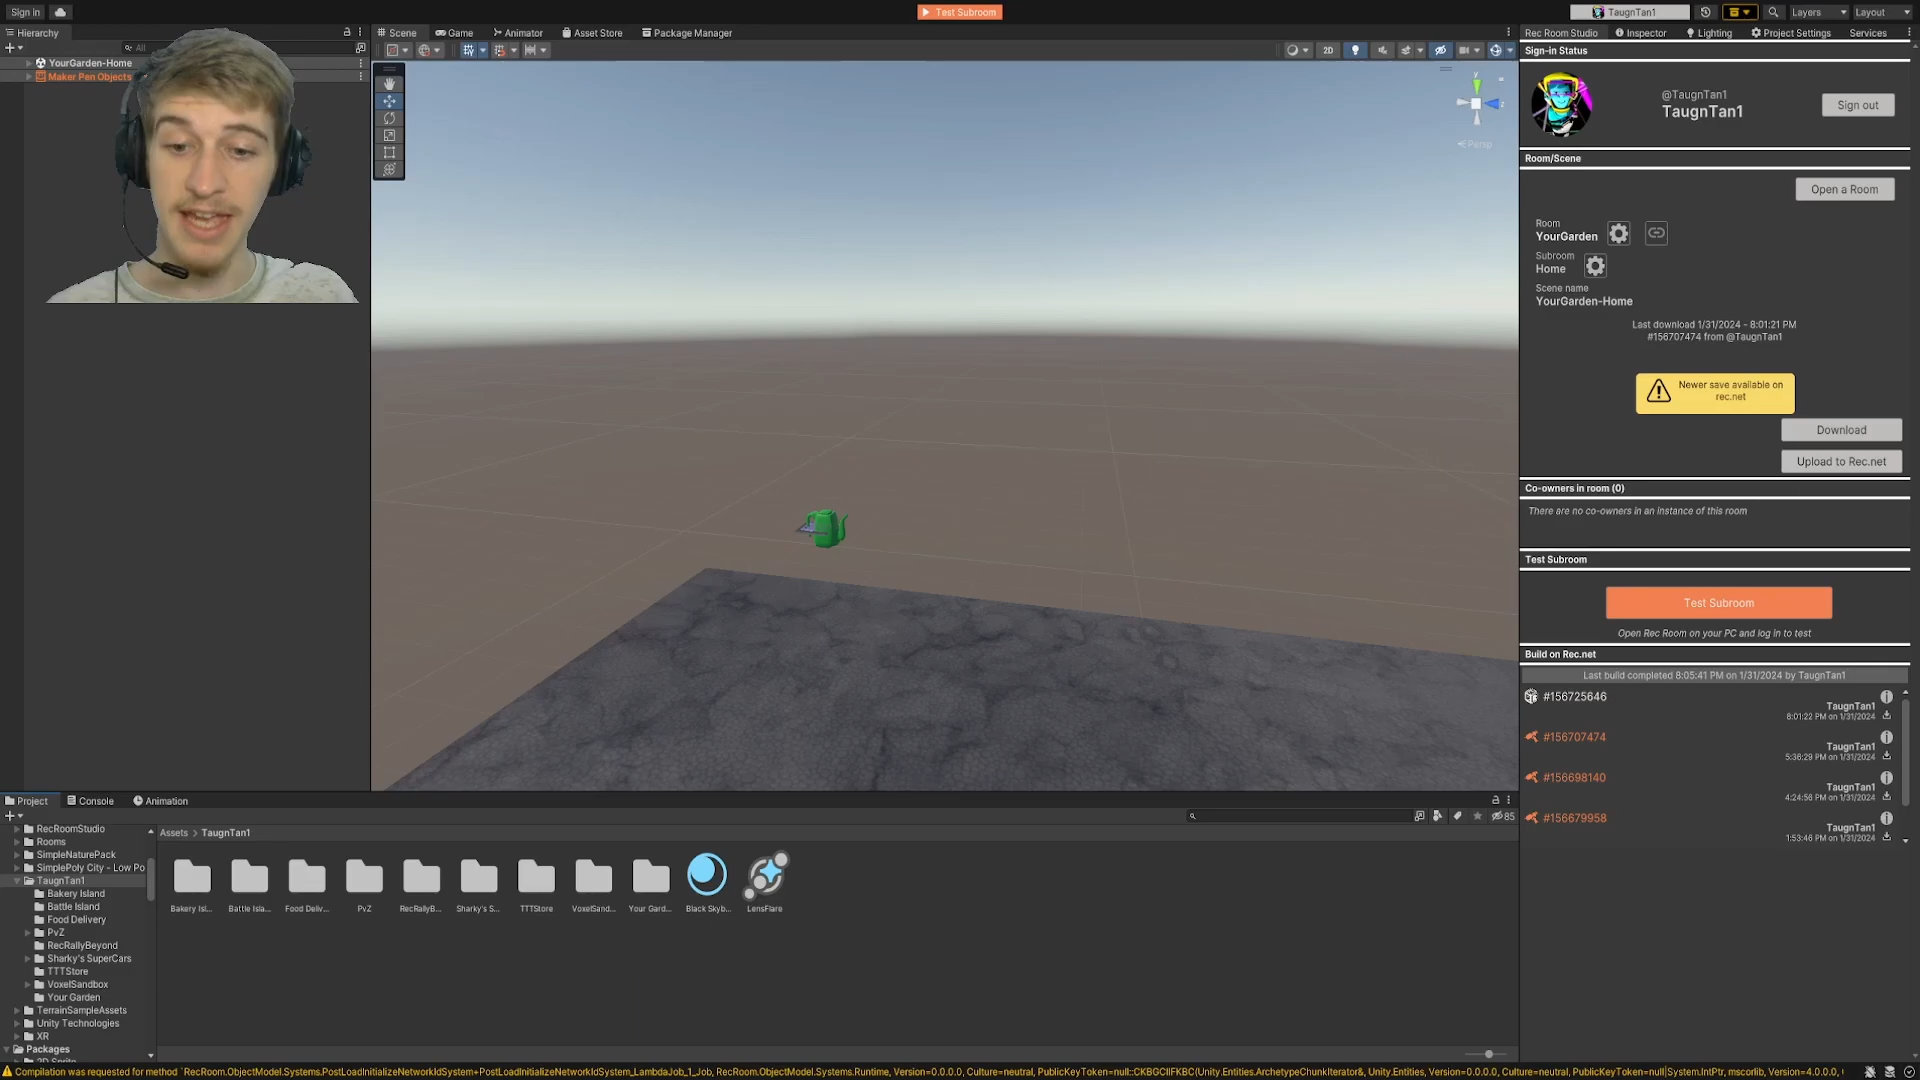 Sign in
Test Subroom
TaugnTan1
Layers
Layout
Hierarchy
All
YourGarden-Home
Maker Pen Objects
Scene
Game
Animator
Asset Store
Package Manager
2D
y
z
Persp
Rec Room Studio
Inspector
Lighting
Project Settings
Services
Sign-in Status
@TaugnTan1
TaugnTan1
Sign out
Room/Scene
Open a Room
Room
YourGarden
Subroom
Home
Scene name
YourGarden-Home
Last download 1/31/2024 - 8:01:21 PM
#156707474 from @TaugnTan1
Newer save available on
rec.net
Download
Upload to Rec.net
Co-owners in room (0)
There are no co-owners in an instance of this room
Test Subroom
Test Subroom
Open Rec Room on your PC and log in to test
Build on Rec.net
Last build completed 8:05:41 PM on 1/31/2024 by TaugnTan1
#156725646
TaugnTan1
8:01:22 PM on 1/31/2024
#156707474
TaugnTan1
5:36:29 PM on 1/31/2024
#156698140
TaugnTan1
4:24:56 PM on 1/31/2024
#156679958
TaugnTan1
1:53:46 PM on 1/31/2024
Project
Console
Animation
85
RecRoomStudio
Rooms
SimpleNaturePack
SimplePoly City - Low Po
TaugnTan1
Bakery Island
Battle Island
Food Delivery
PvZ
RecRallyBeyond
Sharky's SuperCars
TTTStore
VoxelSandbox
Your Garden
TerrainSampleAssets
Unity Technologies
XR
Packages
2D Sprite
Assets > TaugnTan1
Bakery Isl...
Battle Isla...
Food Deliv...
PvZ
RecRallyB...
Sharky's S...
TTTStore
VoxelSand...
Your Gard...
Black Skyb...
LensFlare
Compilation was requested for method `RecRoom.ObjectModel.Systems.PostLoadInitializeNetworkIdSystem+PostLoadInitializeNetworkIdSystem_LambdaJob_1_Job, RecRoom.ObjectModel.Systems.Runtime, Version=0.0.0.0, Culture=neutral, PublicKeyToken=null::CKBGCIIFKBC(Unity.Entities.ArchetypeChunkIterator&, Unity.Entities, Version=0.0.0.0, Culture=neutral, PublicKeyToken=null|System.IntPtr, mscorlib, Version=4.0.0.0,